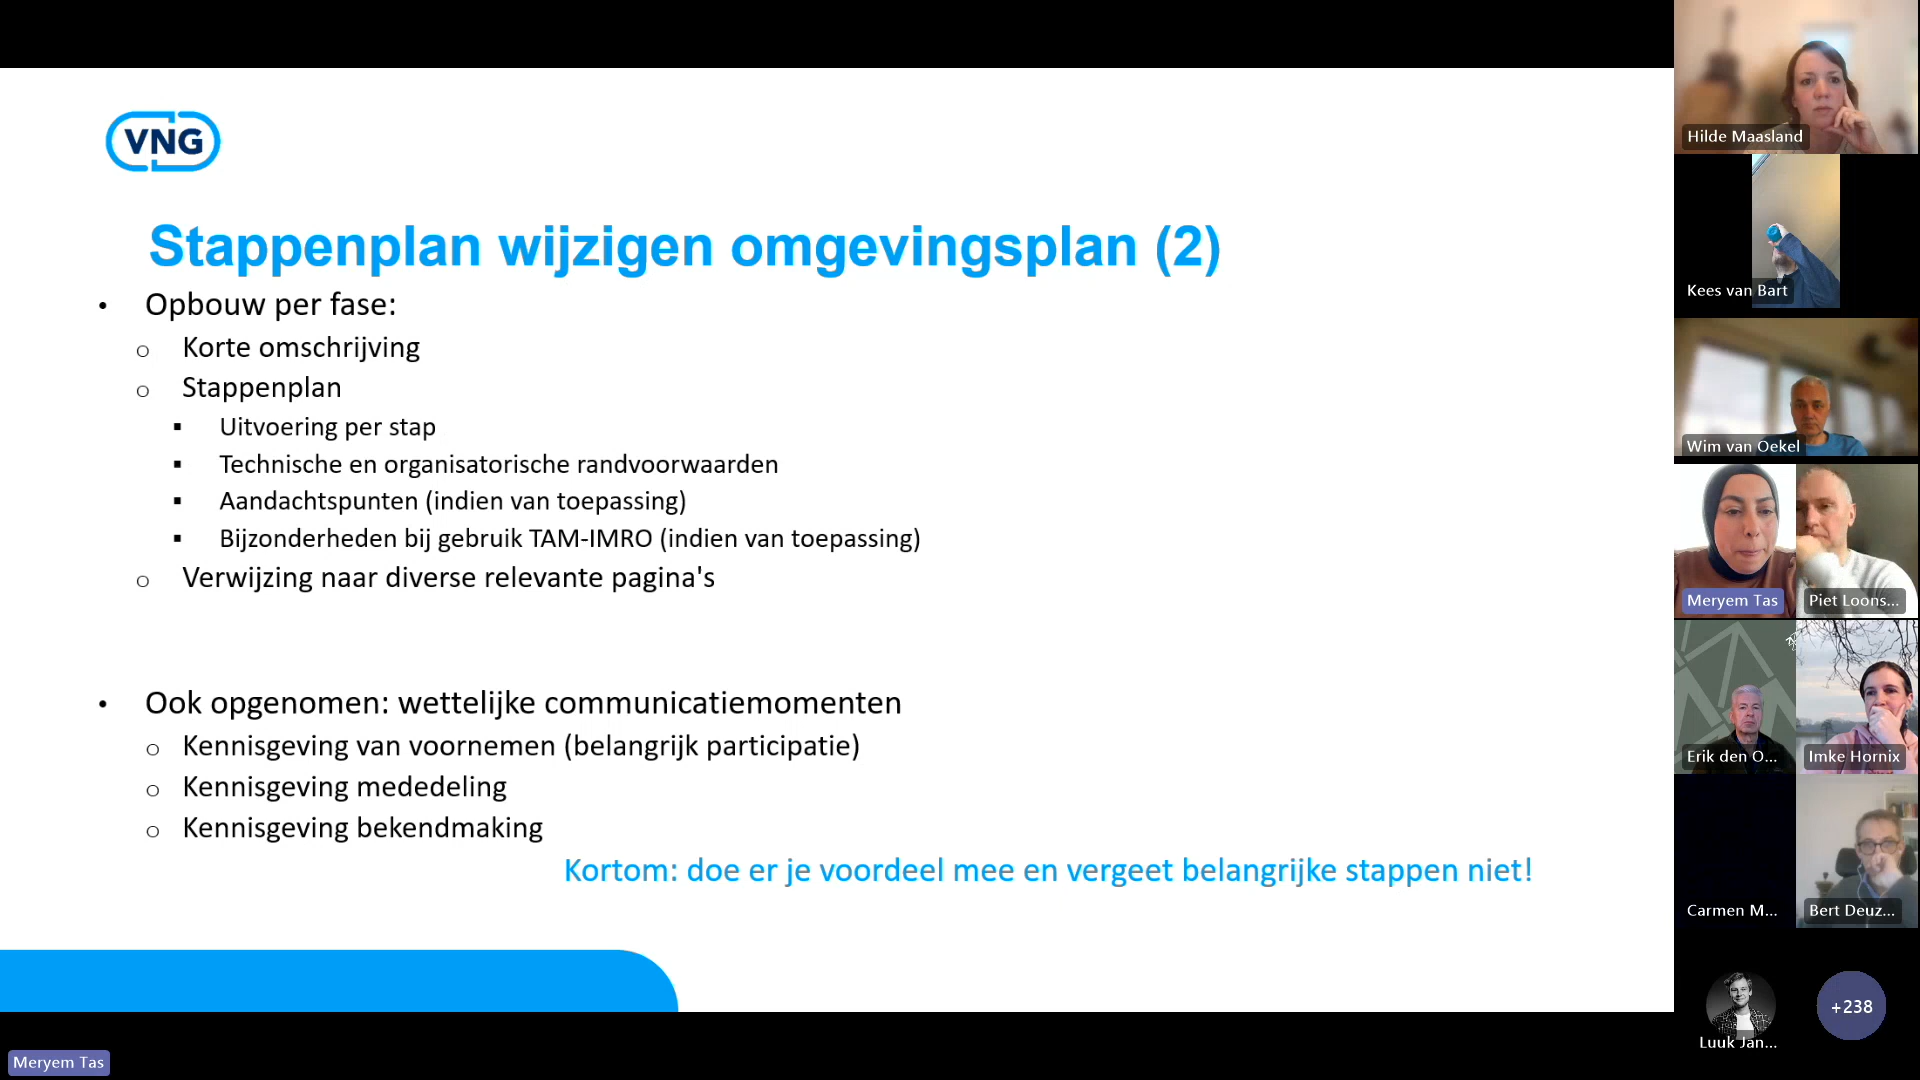 VNG
Stappenplan wijzigen omgevingsplan (2)
• Opbouw per fase:
o Korte omschrijving
o Stappenplan
▪ Uitvoering per stap
▪ Technische en organisatorische randvoorwaarden
▪ Aandachtspunten (indien van toepassing)
▪ Bijzonderheden bij gebruik TAM-IMRO (indien van toepassing)
o Verwijzing naar diverse relevante pagina's
• Ook opgenomen: wettelijke communicatiemomenten
o Kennisgeving van voornemen (belangrijk participatie)
o Kennisgeving mededeling
o Kennisgeving bekendmaking
Kortom: doe er je voordeel mee en vergeet belangrijke stappen niet!
Meryem Tas
Hilde Maasland
Kees van Bart
Wim van Oekel
Meryem Tas
Piet Loons...
Erik den O...
Imke Hornix
Carmen M...
Bert Deuz...
Luuk Jan...
+238